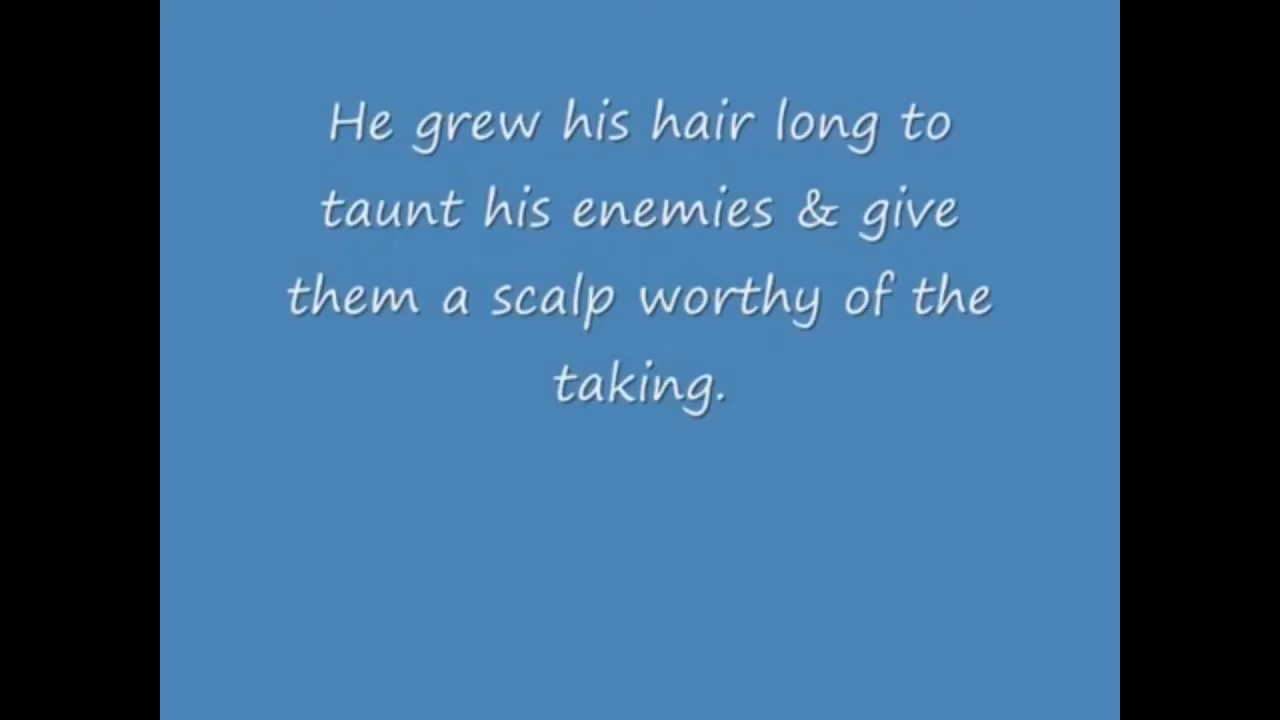 He grew his hair long to
taunt his enemies & give
them a scalp worthy of the
taking.